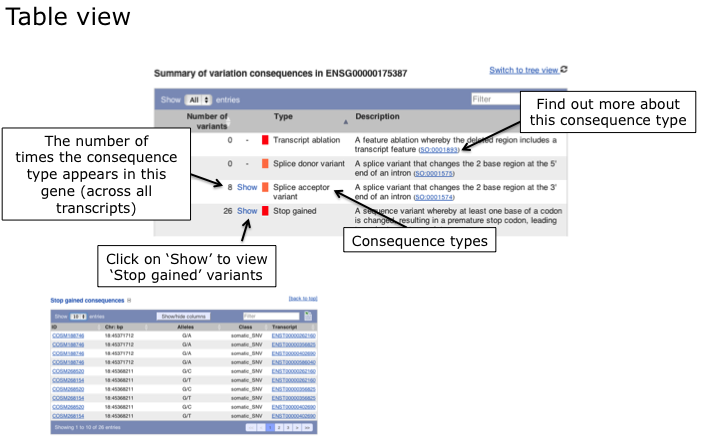 Table view
Summary of variation consequences in ENSG00000175387
Switch to tree view
Show All entries
Filter
Number of variants Type Description
0 - Transcript ablation A feature ablation whereby the deleted region includes a
transcript feature (SO:0001893)
0 - Splice donor variant A splice variant that changes the 2 base region at the 5'
end of an intron (SO:0001575)
8 Show Splice acceptor variant A splice variant that changes the 2 base region at the 3'
end of an intron (SO:0001574)
26 Show Stop gained A sequence variant whereby at least one base of a codon
is changed, resulting in a premature stop codon, leading
Find out more about
this consequence type
The number of
times the consequence
type appears in this
gene (across all
transcripts)
Consequence types
Click on ‘Show’ to view
‘Stop gained’ variants
Stop gained consequences
[back to top]
Show 10 entries
Show/hide columns
Filter
ID Chr: bp Alleles Class Transcript
COSM188746 18:45371712 G/A somatic_SNV ENST00000262160
COSM188746 18:45371712 G/A somatic_SNV ENST00000356825
COSM188746 18:45371712 G/A somatic_SNV ENST00000402690
COSM188746 18:45371712 G/A somatic_SNV ENST00000586040
COSM268520 18:45368211 G/C somatic_SNV ENST00000262160
COSM268154 18:45368211 G/T somatic_SNV ENST00000262160
COSM268520 18:45368211 G/C somatic_SNV ENST00000356825
COSM268154 18:45368211 G/T somatic_SNV ENST00000356825
COSM268520 18:45368211 G/C somatic_SNV ENST00000402690
COSM268154 18:45368211 G/T somatic_SNV ENST00000402690
Showing 1 to 10 of 26 entries
1 2 3 > >>